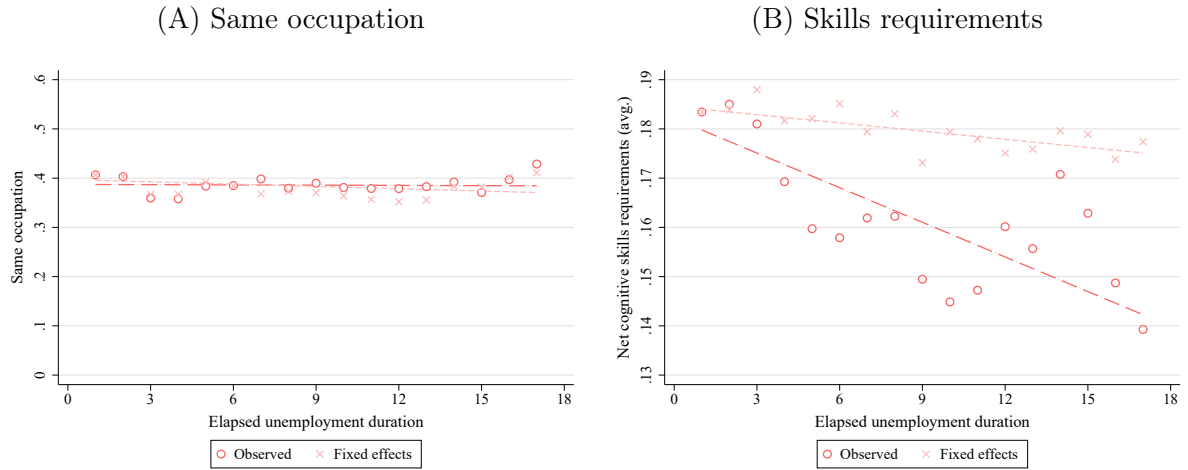 (A) Same occupation
Same occupation
.6
.5
.4
.3
.2
.1
0
0 3 6 9 12 15 18
Elapsed unemployment duration
Observed Fixed effects
(B) Skills requirements
Net cognitive skills requirements (avg.)
.19
.18
.17
.16
.15
.14
.13
0 3 6 9 12 15 18
Elapsed unemployment duration
Observed Fixed effects